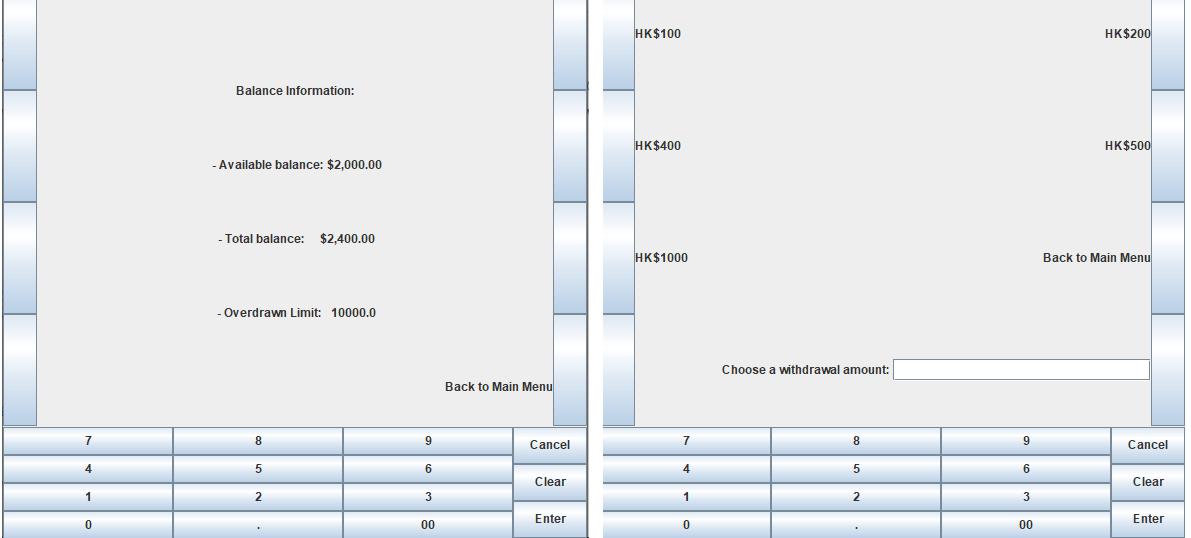 Balance Information:
- Available balance: $2,000.00
- Total balance: $2,400.00
- Overdrawn Limit: 10000.0
Back to Main Menu
7 8 9 Cancel
4 5 6 Clear
1 2 3
0 . 00 Enter
HK$100 HK$200
HK$400 HK$500
HK$1000 Back to Main Menu
Choose a withdrawal amount:
7 8 9 Cancel
4 5 6 Clear
1 2 3
0 . 00 Enter